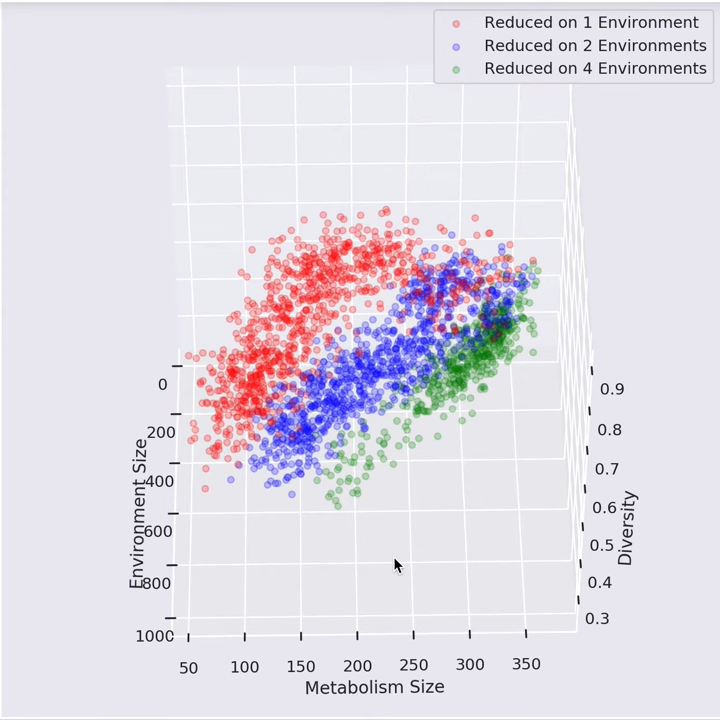 Reduced on 1 Environment
Reduced on 2 Environments
Reduced on 4 Environments
0
200
400
600
800
1000
Environment Size
0.9
0.8
0.7
0.6
0.5
0.4
0.3
Diversity
50 100 150 200 250 300 350
Metabolism Size